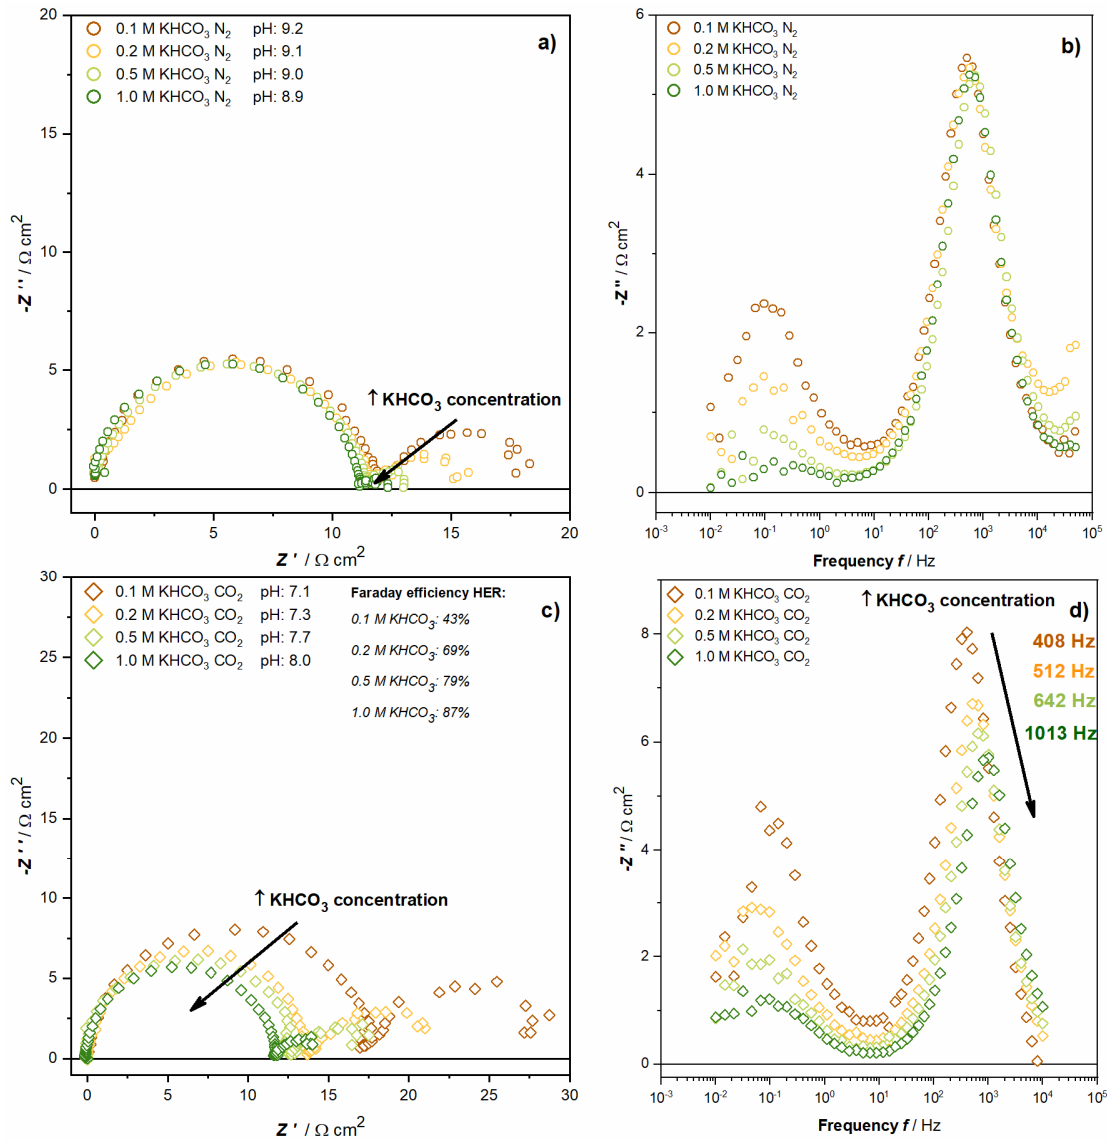 0.1 M KHCO3 N2 pH: 9.2
0.2 M KHCO3 N2 pH: 9.1
0.5 M KHCO3 N2 pH: 9.0
1.0 M KHCO3 N2 pH: 8.9
a)
20
15
10
5
0
-Z'' / Ω cm2
↑ KHCO3 concentration
0 5 10 15 20
Z' / Ω cm2
0.1 M KHCO3 N2
0.2 M KHCO3 N2
0.5 M KHCO3 N2
1.0 M KHCO3 N2
b)
-6
4
2
0
-Z" / Ω cm2
10-3 10-2 10-1 100 101 102 103 104 105
Frequency f / Hz
0.1 M KHCO3 CO2 pH: 7.1
0.2 M KHCO3 CO2 pH: 7.3
0.5 M KHCO3 CO2 pH: 7.7
1.0 M KHCO3 CO2 pH: 8.0
Faraday efficiency HER:
0.1 M KHCO3: 43%
0.2 M KHCO3: 69%
0.5 M KHCO3: 79%
1.0 M KHCO3: 87%
c)
30
25
20
15
10
5
0
-Z'' / Ω cm2
↑ KHCO3 concentration
0 5 10 15 20 25 30
Z' / Ω cm2
0.1 M KHCO3 CO2
0.2 M KHCO3 CO2
0.5 M KHCO3 CO2
1.0 M KHCO3 CO2
↑ KHCO3 concentration
d)
408 Hz
512 Hz
642 Hz
1013 Hz
8
6
4
2
0
-Z" / Ω cm2
10-3 10-2 10-1 100 101 102 103 104 105
Frequency f / Hz